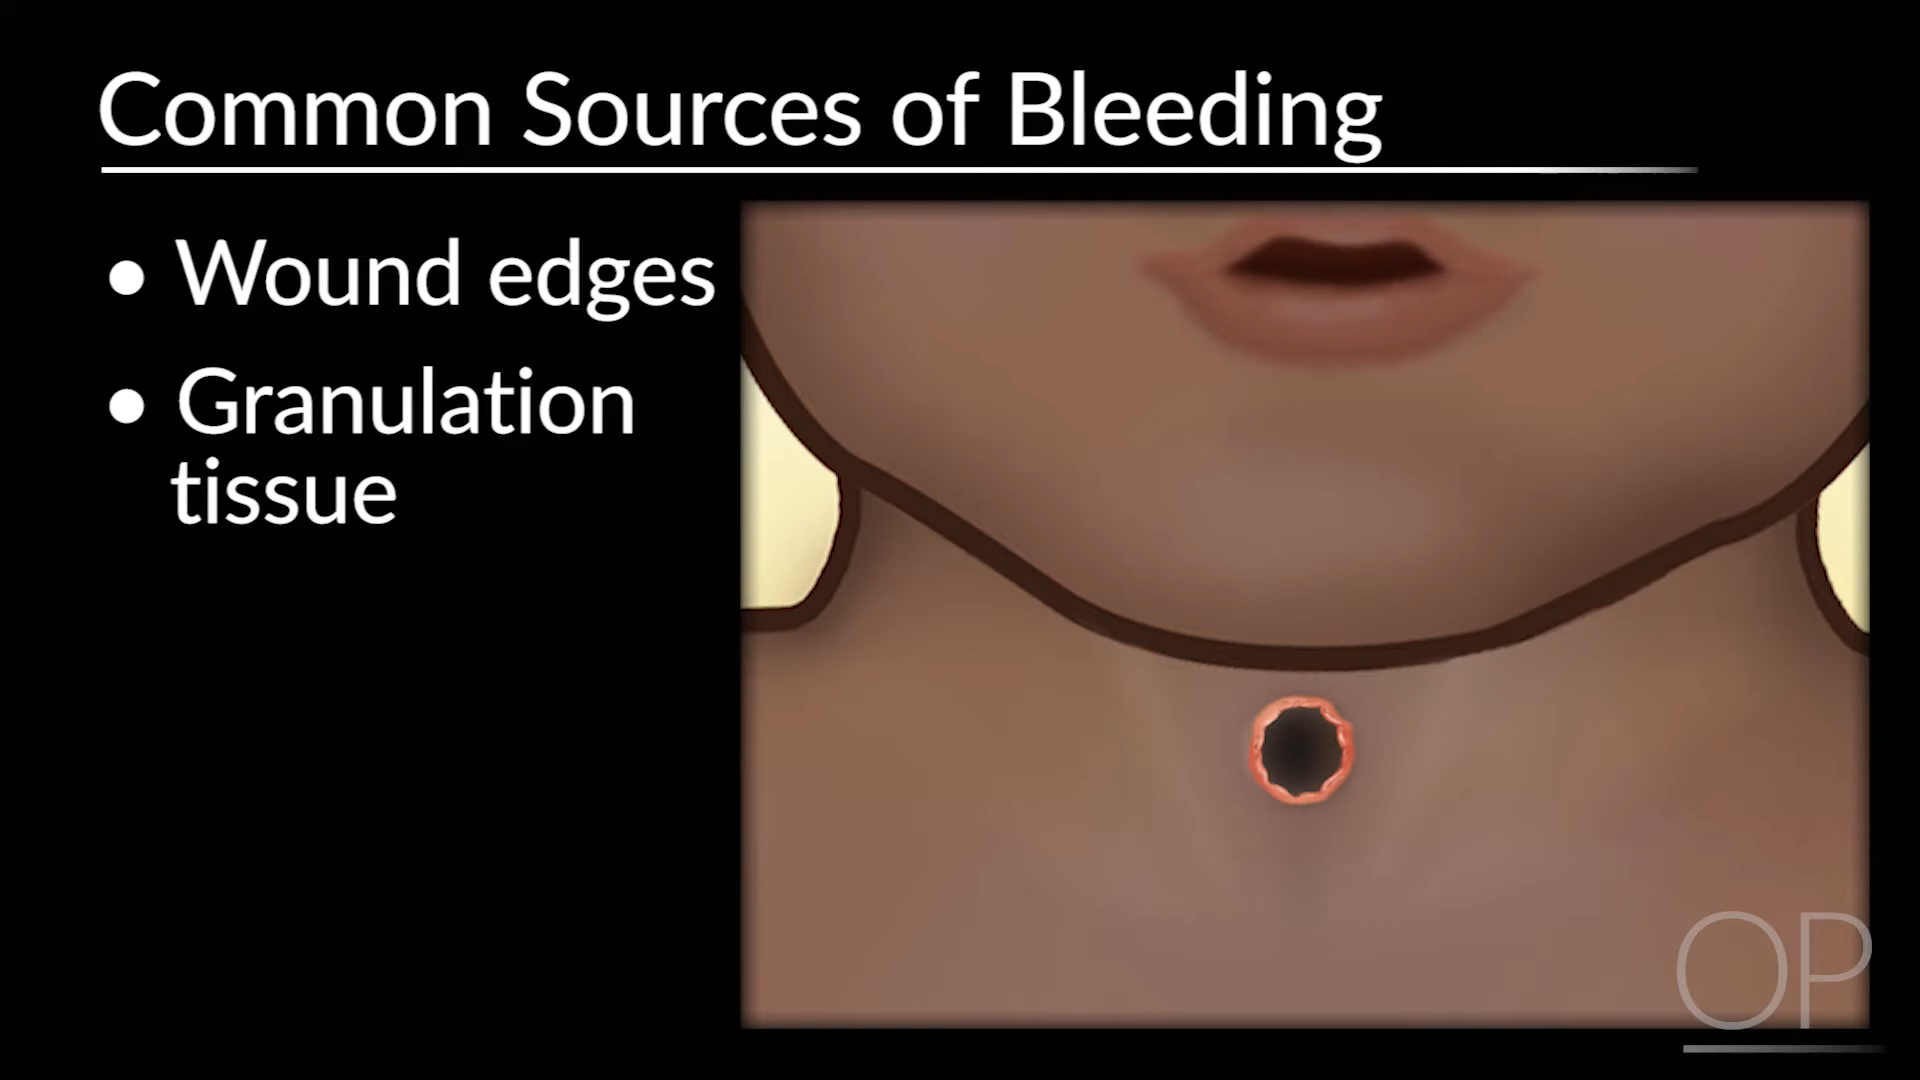 Common Sources of Bleeding
• Wound edges
• Granulation
tissue
OP